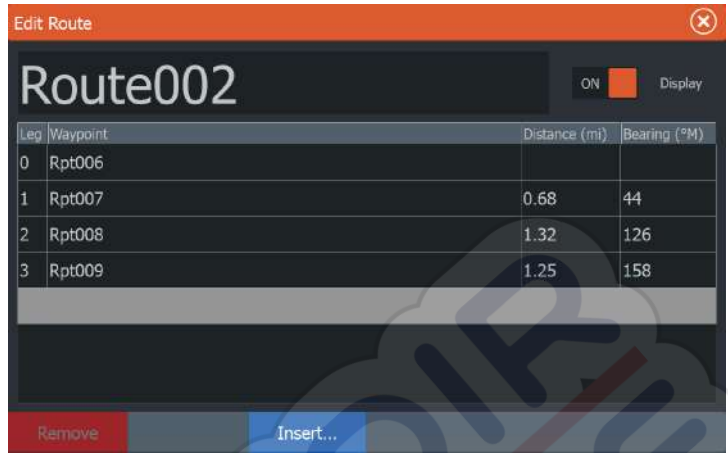 Edit Route
Route002 ON Display
Leg Waypoint Distance (mi) Bearing (°M)
0 Rpt006
1 Rpt007 0.68 44
2 Rpt008 1.32 126
3 Rpt009 1.25 158
Remove Insert...